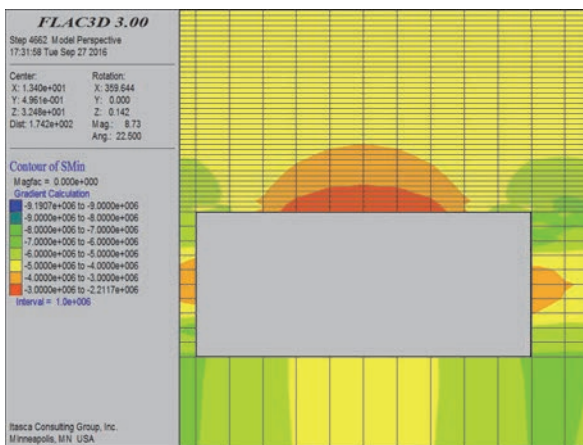 FLAC3D 3.00
Step 4662 Model Perspective
17:31:58 Tue Sep 27 2016
Center:
X: 1.340e+001
Y: 4.961e-001
Z: 3.248e+001
Dist: 1.742e+002
Rotation:
X: 359.644
Y: 0.000
Z: 0.142
Mag.: 8.73
Ang.: 22.500
Contour of SMin
Magfac = 0.000e+000
Gradient Calculation
-9.1907e+006 to -9.0000e+006
-9.0000e+006 to -8.0000e+006
-8.0000e+006 to -7.0000e+006
-7.0000e+006 to -6.0000e+006
-6.0000e+006 to -5.0000e+006
-5.0000e+006 to -4.0000e+006
-4.0000e+006 to -3.0000e+006
-3.0000e+006 to -2.2117e+006
Interval = 1.0e+006
Itasca Consulting Group, Inc.
Minneapolis, MN USA